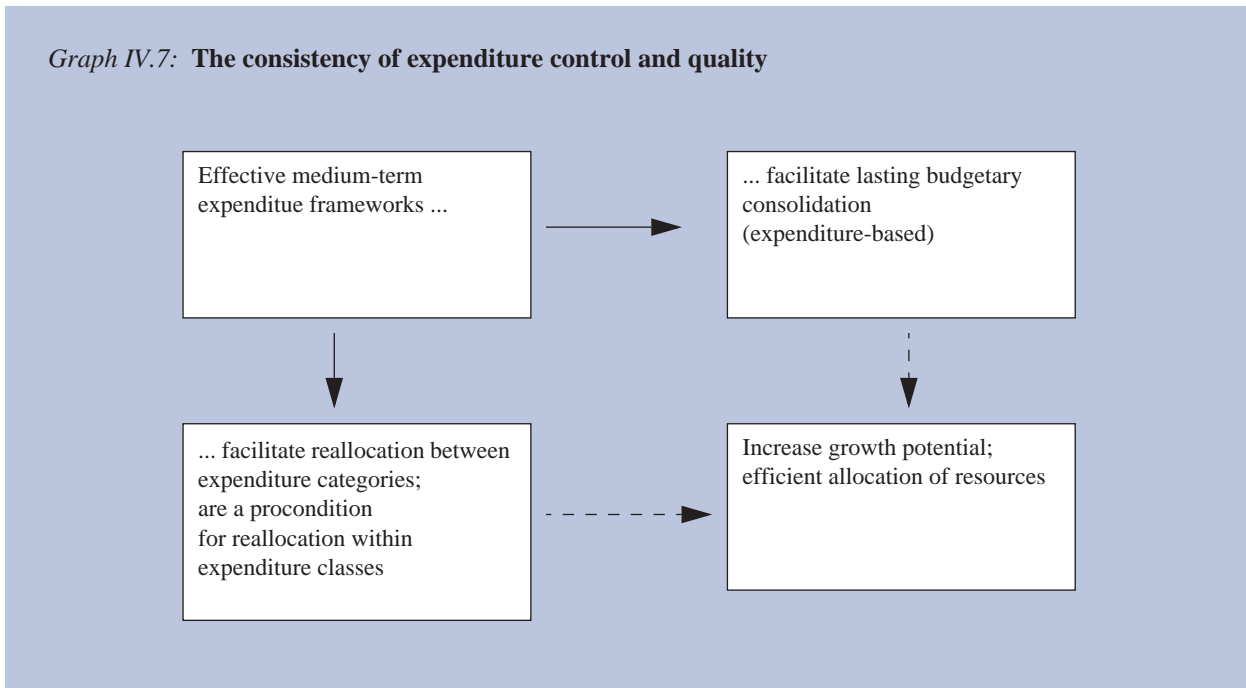 Graph IV.7: The consistency of expenditure control and quality
Effective medium-term
expenditue frameworks ...
... facilitate lasting budgetary
consolidation
(expenditure-based)
... facilitate reallocation between
expenditure categories;
are a procondition
for reallocation within
expenditure classes
Increase growth potential;
efficient allocation of resources